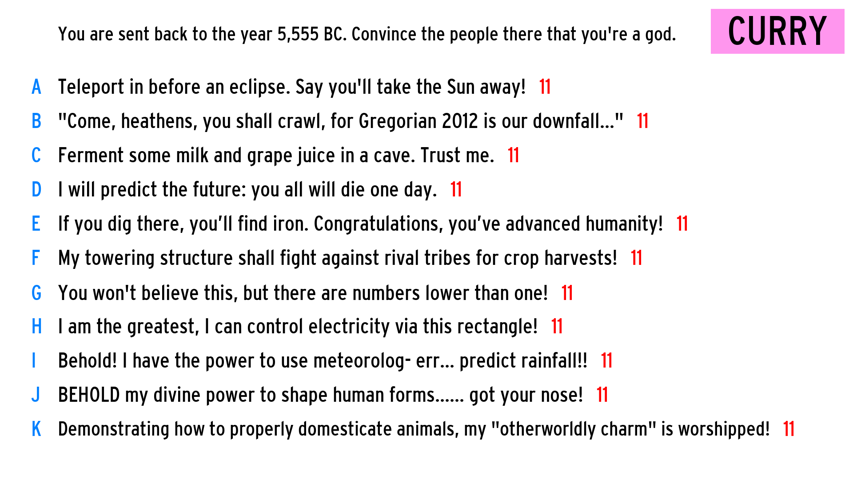 You are sent back to the year 5,555 BC. Convince the people there that you're a god.
CURRY
A Teleport in before an eclipse. Say you'll take the Sun away! 11
B "Come, heathens, you shall crawl, for Gregorian 2012 is our downfall..." 11
C Ferment some milk and grape juice in a cave. Trust me. 11
D I will predict the future: you all will die one day. 11
E If you dig there, you’ll find iron. Congratulations, you’ve advanced humanity! 11
F My towering structure shall fight against rival tribes for crop harvests! 11
G You won't believe this, but there are numbers lower than one! 11
H I am the greatest, I can control electricity via this rectangle! 11
I Behold! I have the power to use meteorolog- err... predict rainfall!! 11
J BEHOLD my divine power to shape human forms...... got your nose! 11
K Demonstrating how to properly domesticate animals, my "otherworldly charm" is worshipped! 11